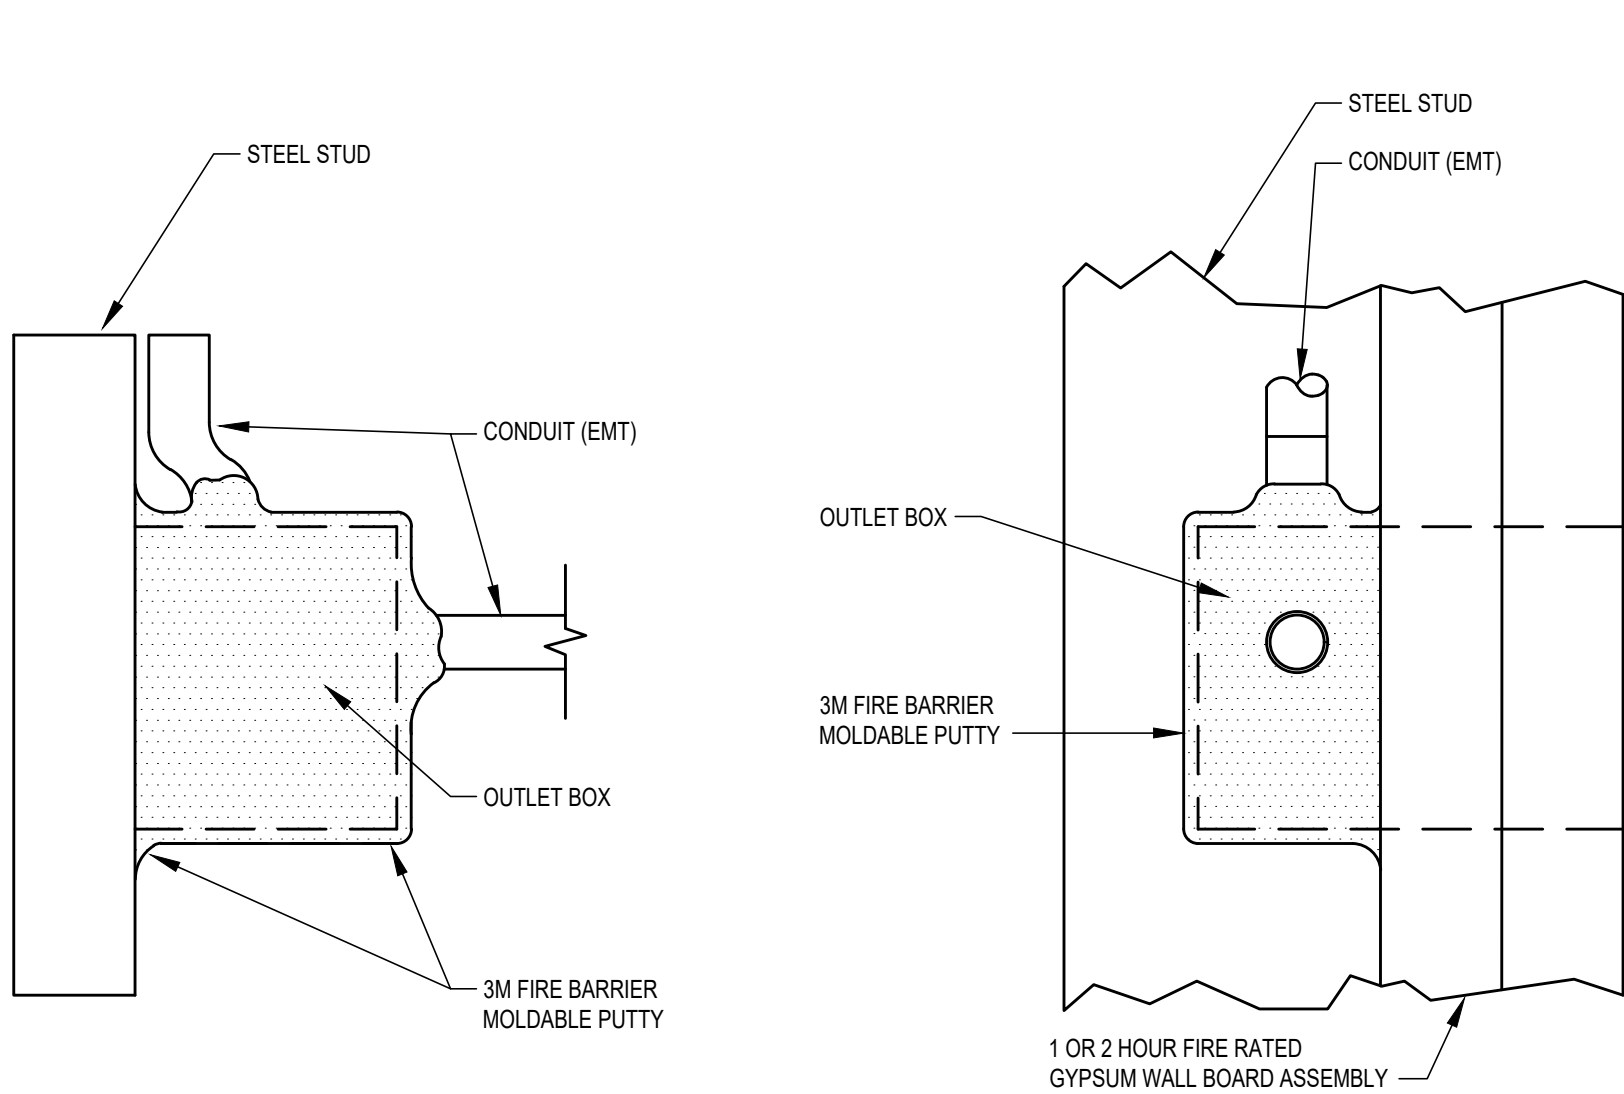 STEEL STUD
CONDUIT (EMT)
OUTLET BOX
3M FIRE BARRIER
MOLDABLE PUTTY
STEEL STUD
CONDUIT (EMT)
OUTLET BOX
3M FIRE BARRIER
MOLDABLE PUTTY
1 OR 2 HOUR FIRE RATED
GYPSUM WALL BOARD ASSEMBLY